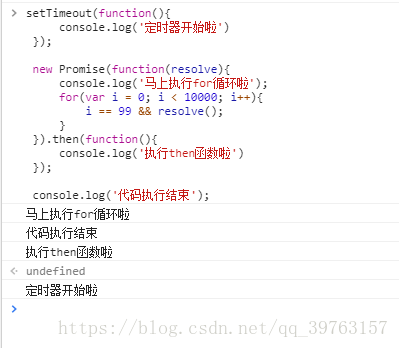 > setTimeout(function(){
console.log('定时器开始啦')
});
new Promise(function(resolve){
console.log('马上执行for循环啦');
for(var i = 0; i < 10000; i++){
i == 99 && resolve();
}
}).then(function(){
console.log('执行then函数啦')
});
console.log('代码执行结束');
马上执行for循环啦
代码执行结束
执行then函数啦
undefined
定时器开始啦
>
https://blog.csdn.net/qq_39763157